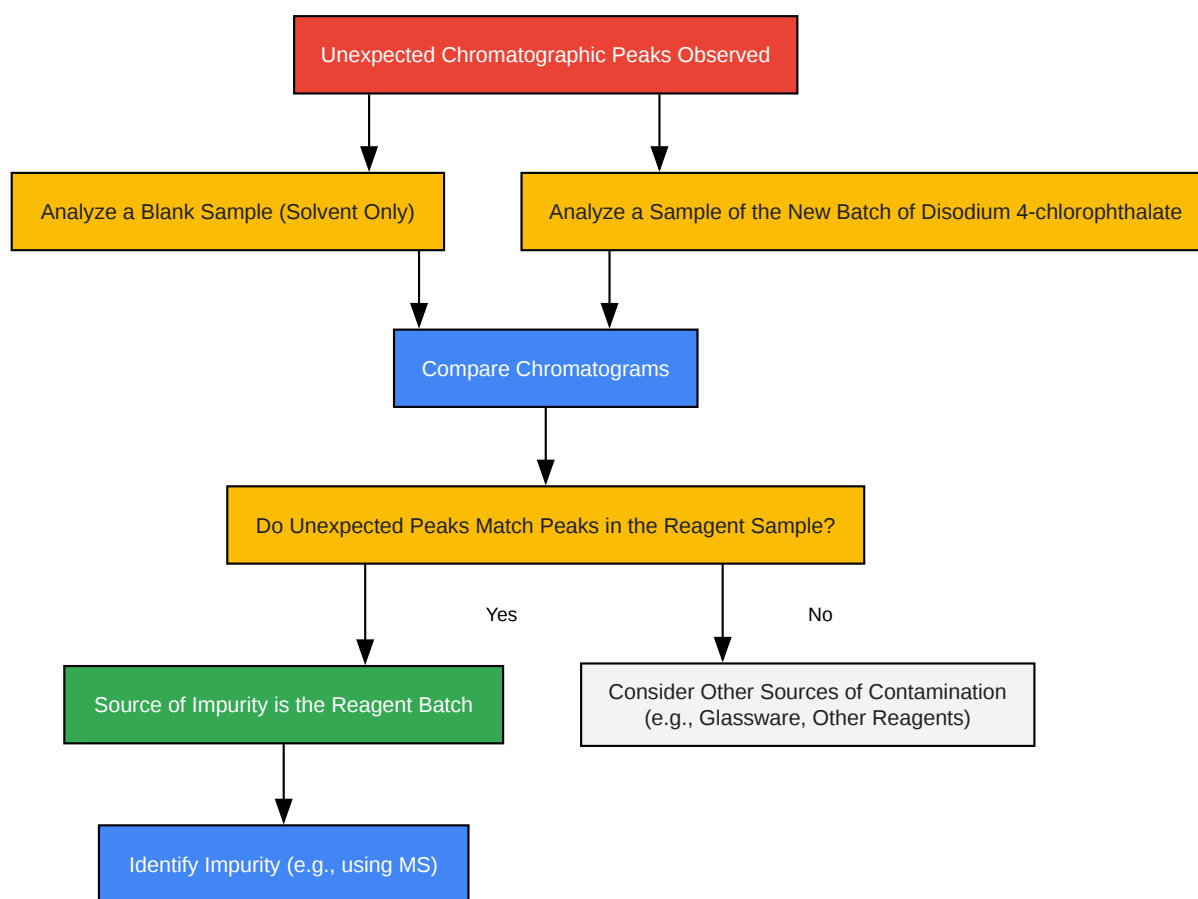 Unexpected Chromatographic Peaks Observed
Analyze a Blank Sample (Solvent Only)
Analyze a Sample of the New Batch of Disodium 4-chlorophthalate
Compare Chromatograms
Do Unexpected Peaks Match Peaks in the Reagent Sample?
Yes
No
Source of Impurity is the Reagent Batch
Consider Other Sources of Contamination
(e.g., Glassware, Other Reagents)
Identify Impurity (e.g., using MS)